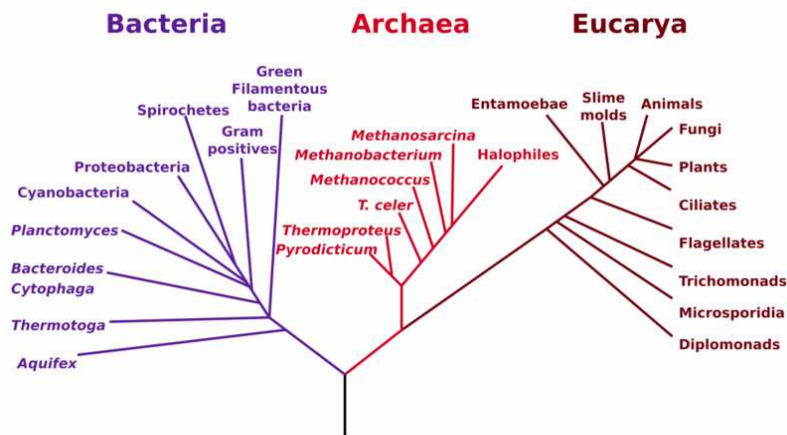 Bacteria
Archaea
Eucarya
Green
Filamentous
bacteria
Spirochetes
Gram
positives
Proteobacteria
Cyanobacteria
Planctomyces
Bacteroides
Cytophaga
Thermotoga
Aquifex
Methanosarcina
Methanobacterium
Halophiles
Methanococcus
T. celer
Thermoproteus
Pyrodicticum
Entamoebae
Slime
molds
Animals
Fungi
Plants
Ciliates
Flagellates
Trichomonads
Microsporidia
Diplomonads